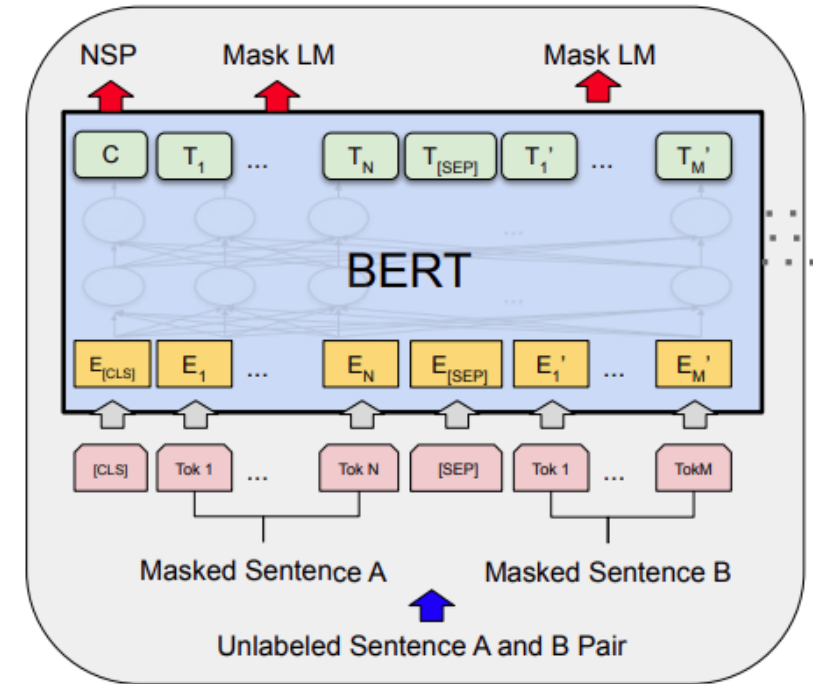 NSP Mask LM Mask LM
C T1 ... TN T[SEP] T1' ... TM'
...
BERT
...
E[CLS] E1 ... EN E[SEP] E1' ... EM'
[CLS] Tok 1 ... Tok N [SEP] Tok 1 ... TokM
Masked Sentence A Masked Sentence B
Unlabeled Sentence A and B Pair